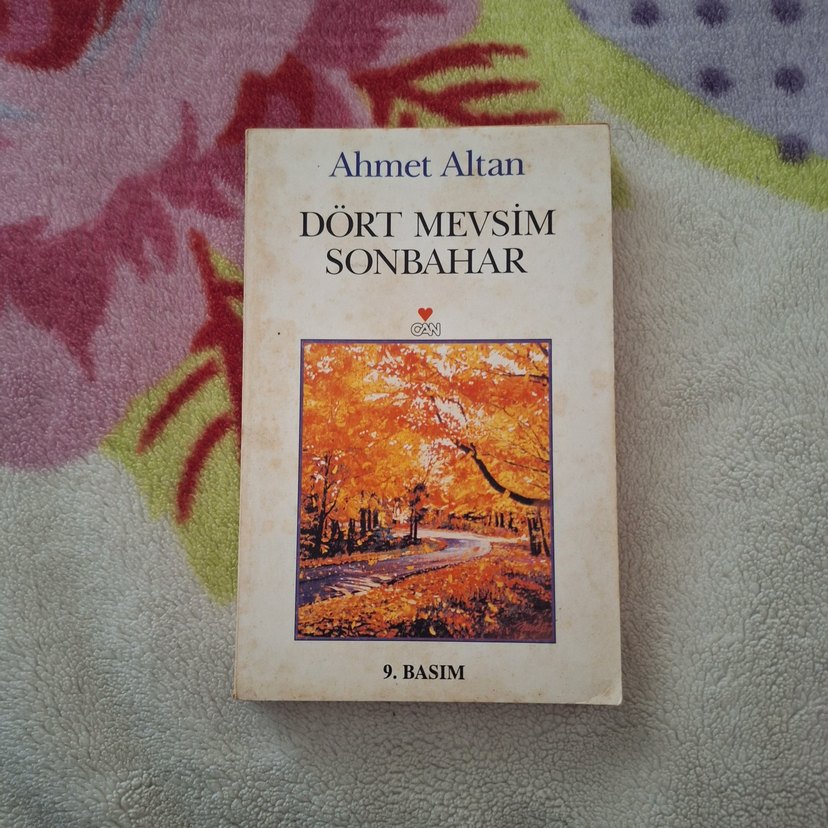 Ahmet Altan
DÖRT MEVSİM
SONBAHAR
CAN
9. BASIM